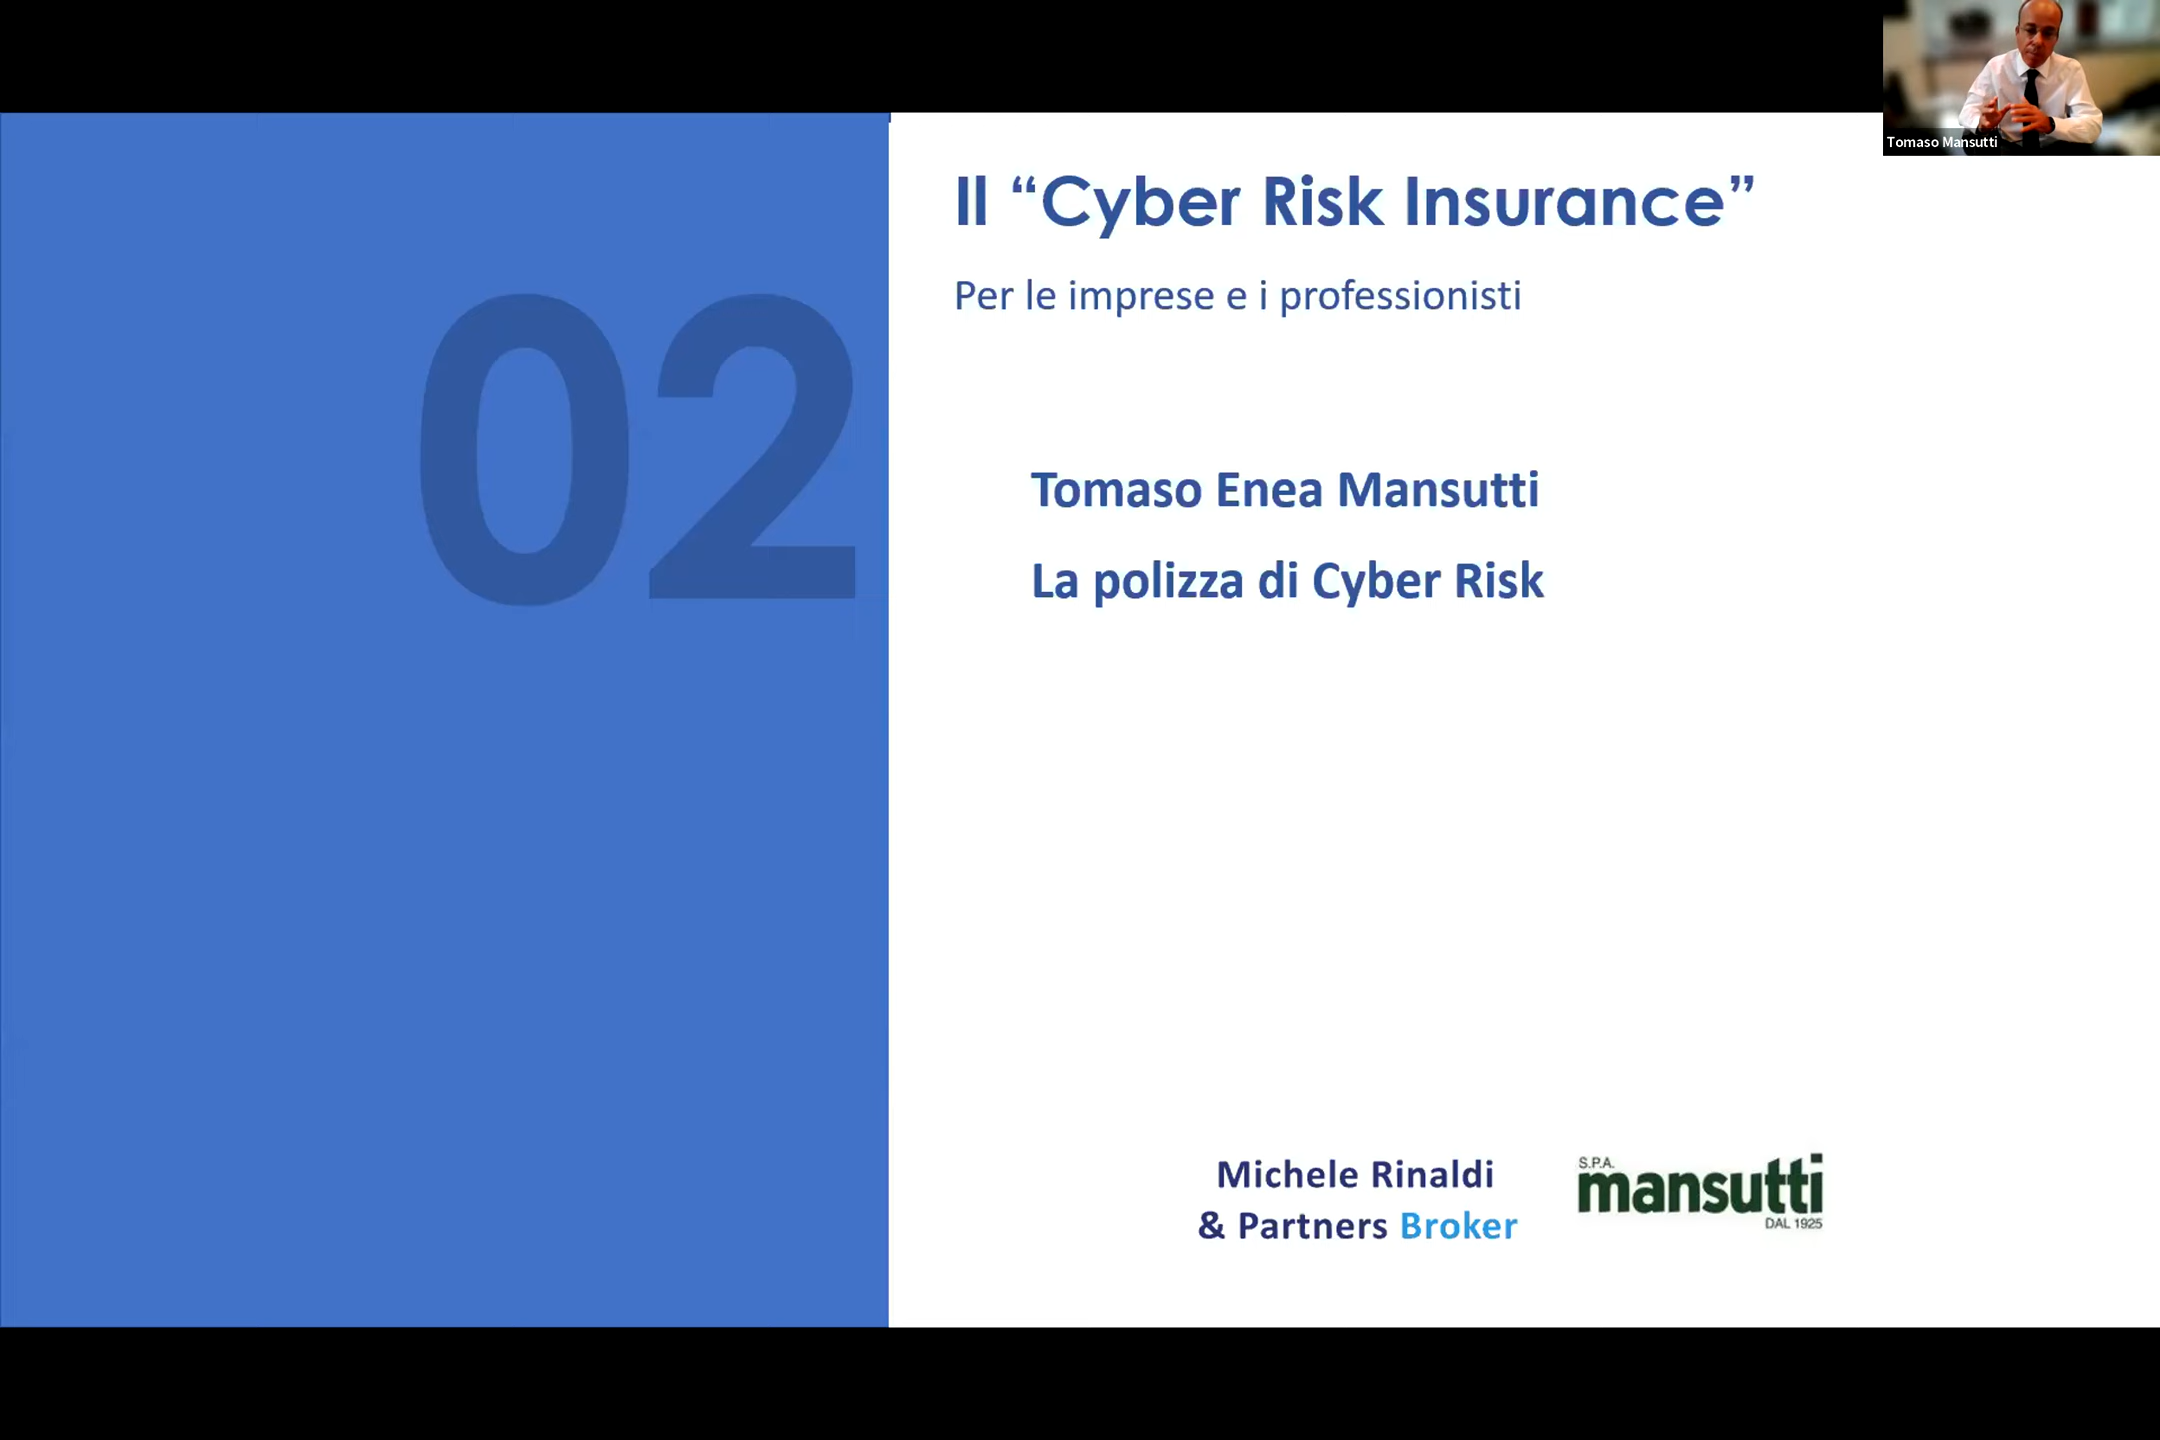 Tomaso Mansutti
Il “Cyber Risk Insurance”
Per le imprese e i professionisti
02
Tomaso Enea Mansutti
La polizza di Cyber Risk
Michele Rinaldi
& Partners Broker
S.P.A.
mansutti
DAL 1925